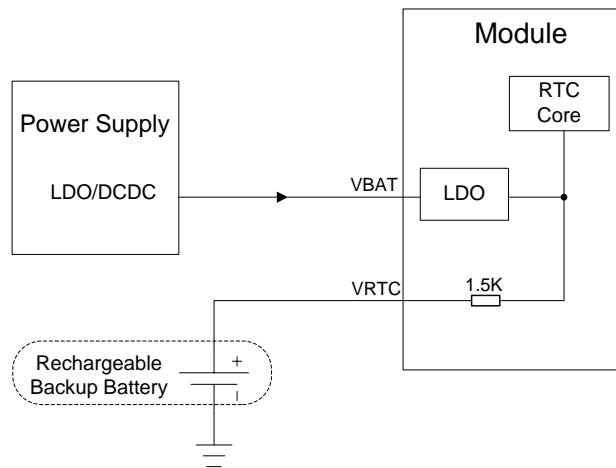 Module
RTC
Core
Power Supply
LDO/DCDC
VBAT
LDO
VRTC
1.5K
Rechargeable
Backup Battery
+